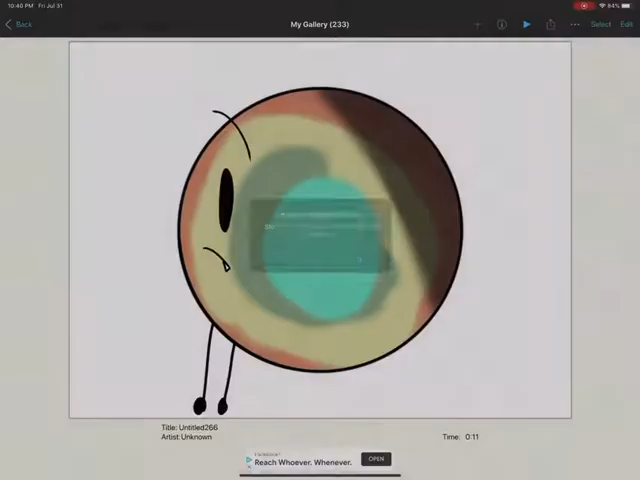 10:40 PM Fri Jul 31
84%
Back
My Gallery (233)
Select
Edit
Title: Untitled266
Artist:Unknown
Time: 0:11
Reach Whoever. Whenever.
OPEN